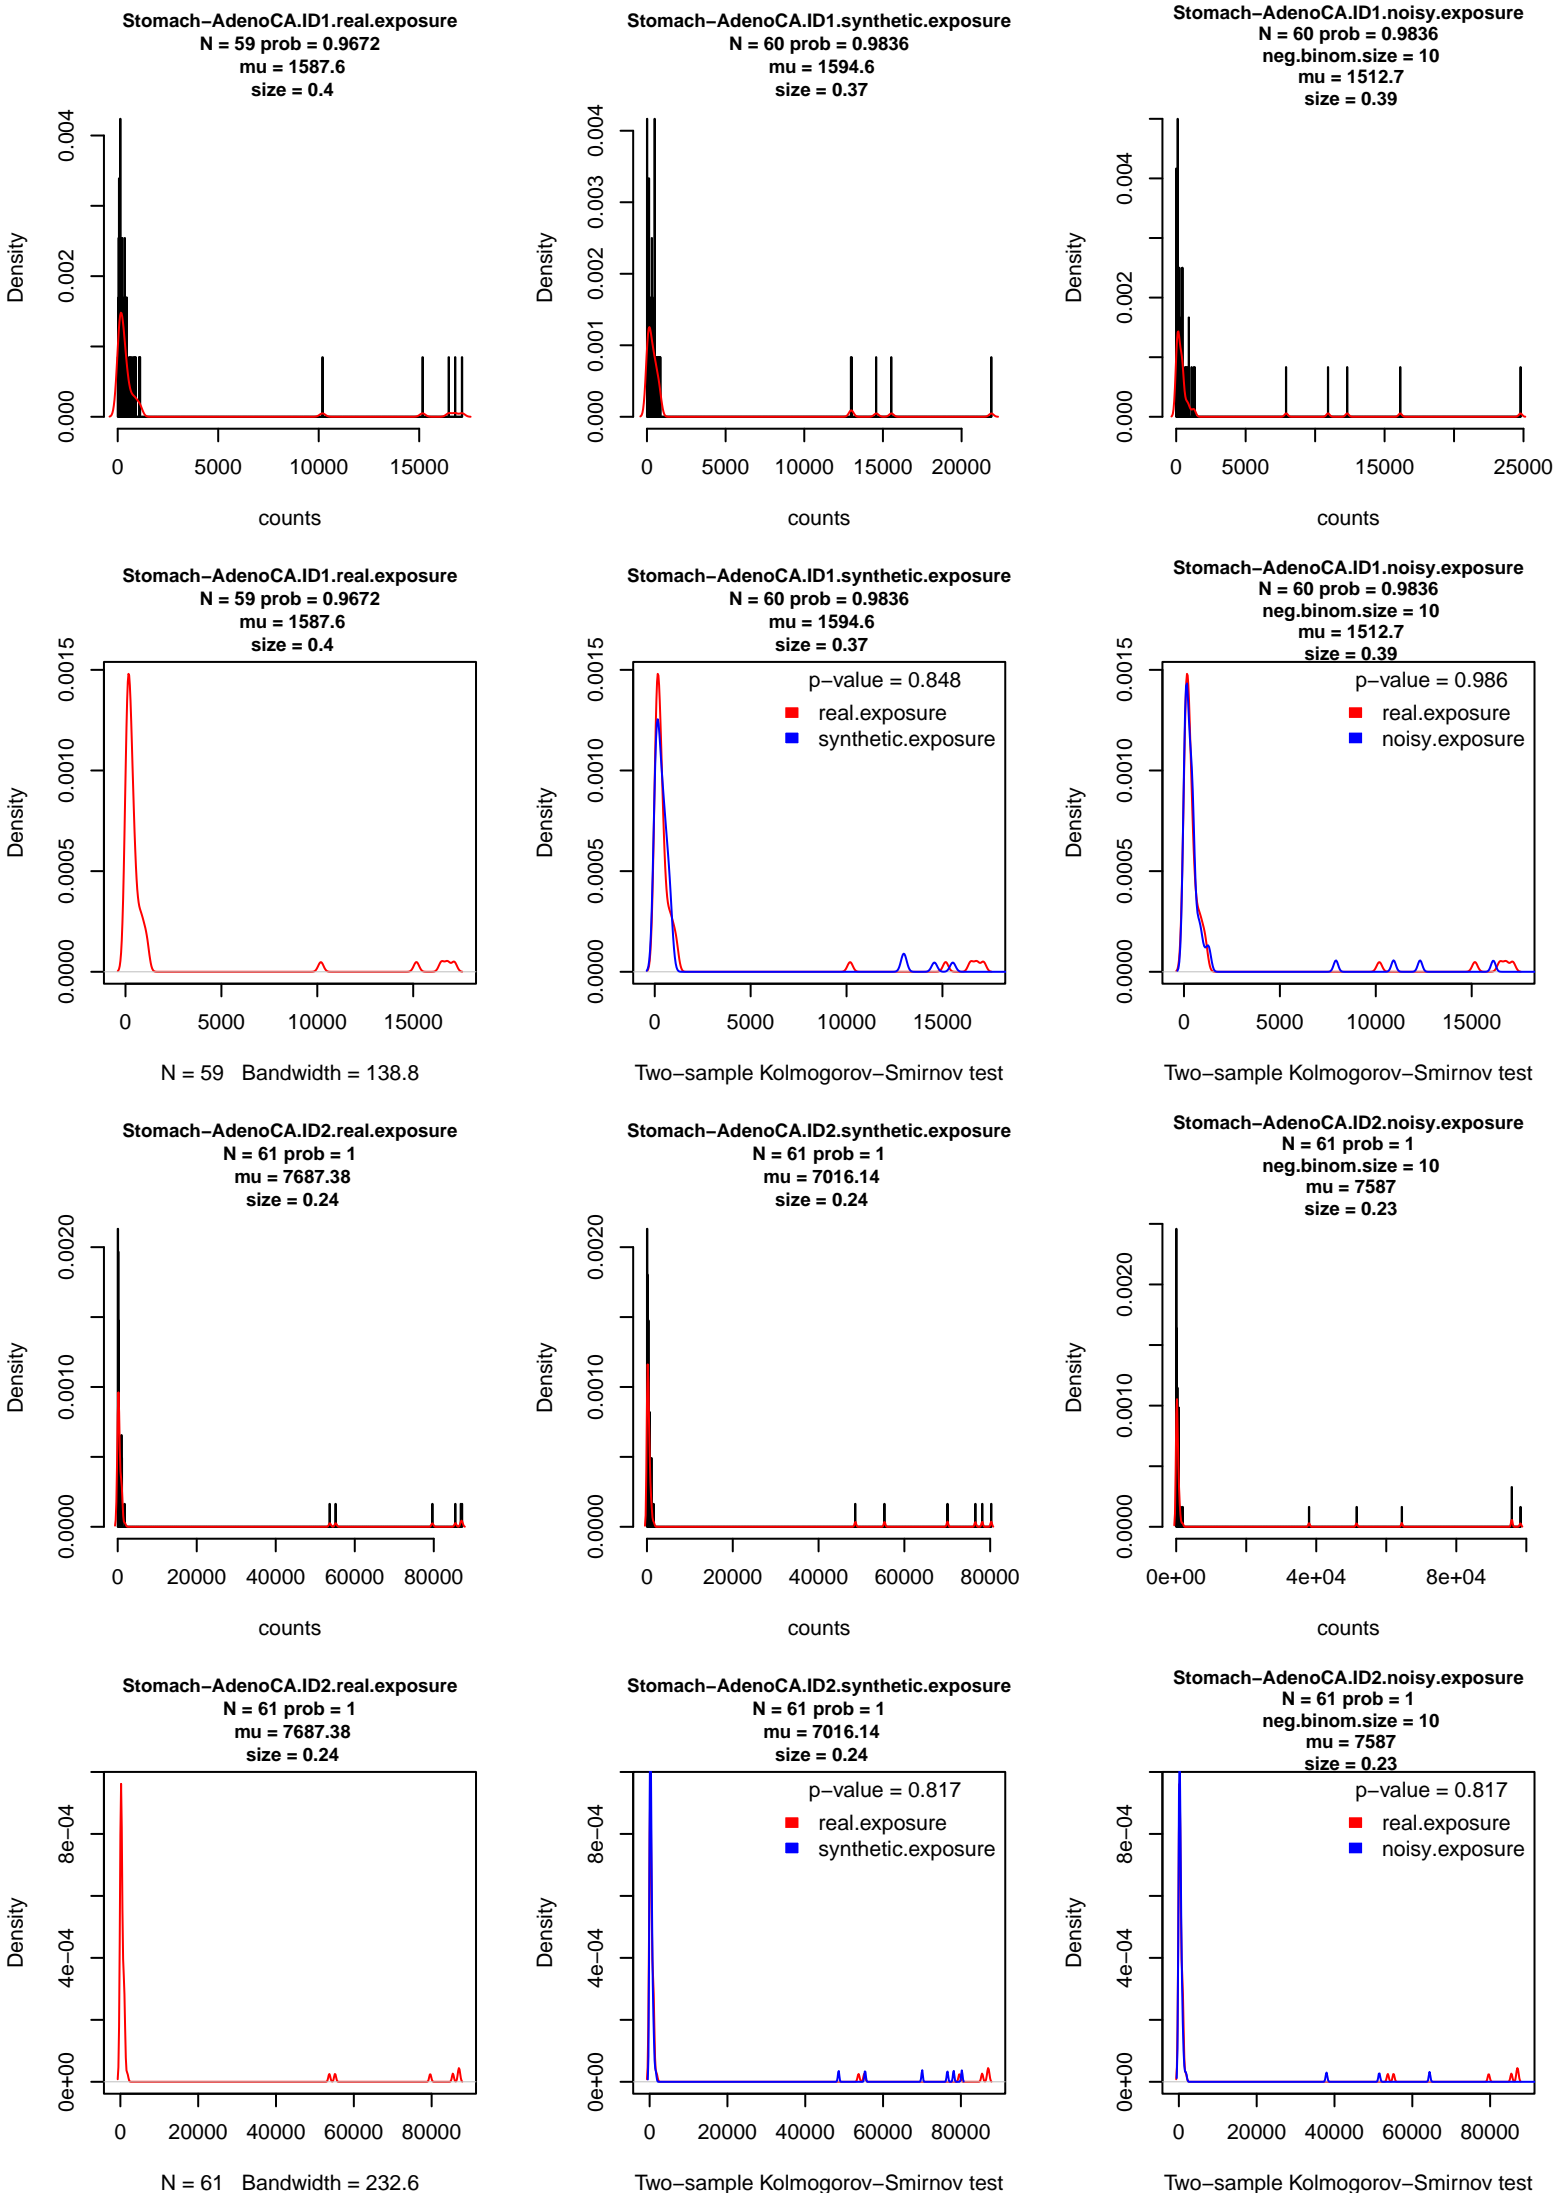 Stomach−AdenoCA.ID1.real.exposure
N = 59 prob = 0.9672
mu = 1587.6
size = 0.4
Density
0.000 0.002 0.004
0 5000 10000 15000
counts
Stomach−AdenoCA.ID1.synthetic.exposure
N = 60 prob = 0.9836
mu = 1594.6
size = 0.37
Density
0.000 0.001 0.002 0.003 0.004
0 5000 10000 15000 20000
counts
Stomach−AdenoCA.ID1.noisy.exposure
N = 60 prob = 0.9836
neg.binom.size = 10
mu = 1512.7
size = 0.39
Density
0.000 0.002 0.004
0 5000 15000 25000
counts
Stomach−AdenoCA.ID1.real.exposure
N = 59 prob = 0.9672
mu = 1587.6
size = 0.4
Density
0.0000 0.0005 0.0010 0.0015
0 5000 10000 15000
N = 59 Bandwidth = 138.8
Stomach−AdenoCA.ID1.synthetic.exposure
N = 60 prob = 0.9836
mu = 1594.6
size = 0.37
p−value = 0.848
real.exposure
synthetic.exposure
Density
0.0000 0.0005 0.0010 0.0015
0 5000 10000 15000
Two−sample Kolmogorov−Smirnov test
Stomach−AdenoCA.ID1.noisy.exposure
N = 60 prob = 0.9836
neg.binom.size = 10
mu = 1512.7
size = 0.39
p−value = 0.986
real.exposure
noisy.exposure
Density
0.0000 0.0005 0.0010 0.0015
0 5000 10000 15000
Two−sample Kolmogorov−Smirnov test
Stomach−AdenoCA.ID2.real.exposure
N = 61 prob = 1
mu = 7687.38
size = 0.24
Density
0.0000 0.0010 0.0020
0 20000 40000 60000 80000
counts
Stomach−AdenoCA.ID2.synthetic.exposure
N = 61 prob = 1
mu = 7016.14
size = 0.24
Density
0.0000 0.0010 0.0020
0 20000 40000 60000 80000
counts
Stomach−AdenoCA.ID2.noisy.exposure
N = 61 prob = 1
neg.binom.size = 10
mu = 7587
size = 0.23
Density
0.0000 0.0010 0.0020
0e+00 4e+04 8e+04
counts
Stomach−AdenoCA.ID2.real.exposure
N = 61 prob = 1
mu = 7687.38
size = 0.24
Density
0e+00 4e−04 8e−04
0 20000 40000 60000 80000
N = 61 Bandwidth = 232.6
Stomach−AdenoCA.ID2.synthetic.exposure
N = 61 prob = 1
mu = 7016.14
size = 0.24
p−value = 0.817
real.exposure
synthetic.exposure
Density
0e+00 4e−04 8e−04
0 20000 40000 60000 80000
Two−sample Kolmogorov−Smirnov test
Stomach−AdenoCA.ID2.noisy.exposure
N = 61 prob = 1
neg.binom.size = 10
mu = 7587
size = 0.23
p−value = 0.817
real.exposure
noisy.exposure
Density
0e+00 4e−04 8e−04
0 20000 40000 60000 80000
Two−sample Kolmogorov−Smirnov test